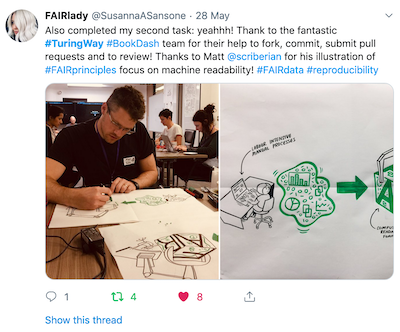 FAIRlady @SusannaASansone · 28 May
Also completed my second task: yeahhh! Thank to the fantastic
#TuringWay #BookDash team for their help to fork, commit, submit pull
requests and to review! Thanks to Matt @scriberian for his illustration of
#FAIRprinciples focus on machine readability! #FAIRdata #reproducibility
FAIR
LABOUR INTENSIVE
MANUAL PROCESSES
1
4
8
Show this thread